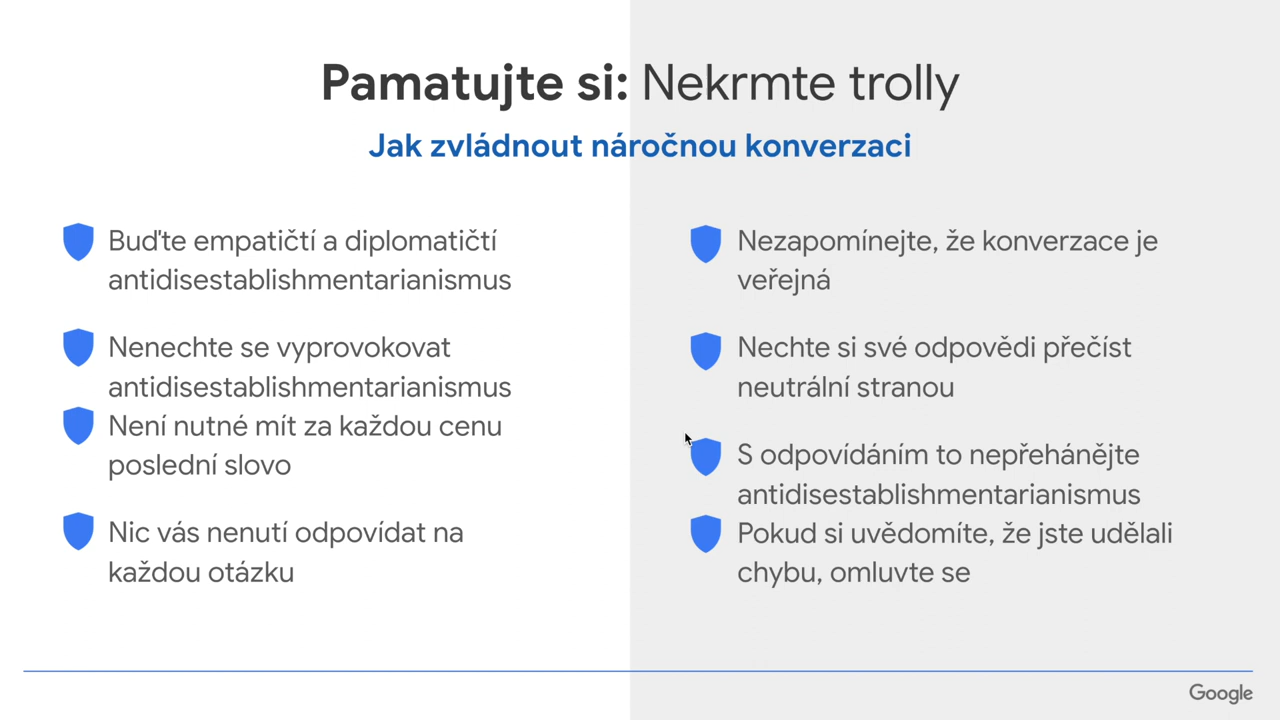 Pamatujte si: Nekrmte trolly
Jak zvládnout náročnou konverzaci
Buďte empatičtí a diplomatičtí
antidisestablishmentarianismus
Nenechte se vyprovokovat
antidisestablishmentarianismus
Není nutné mít za každou cenu
poslední slovo
Nic vás nenutí odpovídat na
každou otázku
Nezapomínejte, že konverzace je
veřejná
Nechte si své odpovědi přečíst
neutrální stranou
S odpovídáním to nepřehánějte
antidisestablishmentarianismus
Pokud si uvědomíte, že jste udělali
chybu, omluvte se
Google